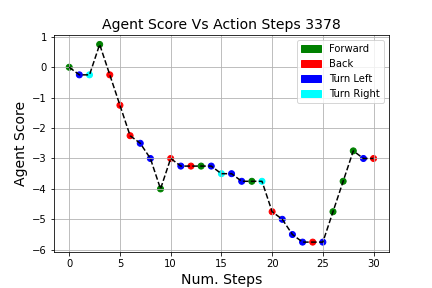 Agent Score Vs Action Steps 3378
Forward
Back
Turn Left
Turn Right
Agent Score
1
0
−1
−2
−3
−4
−5
−6
0 5 10 15 20 25 30
Num. Steps